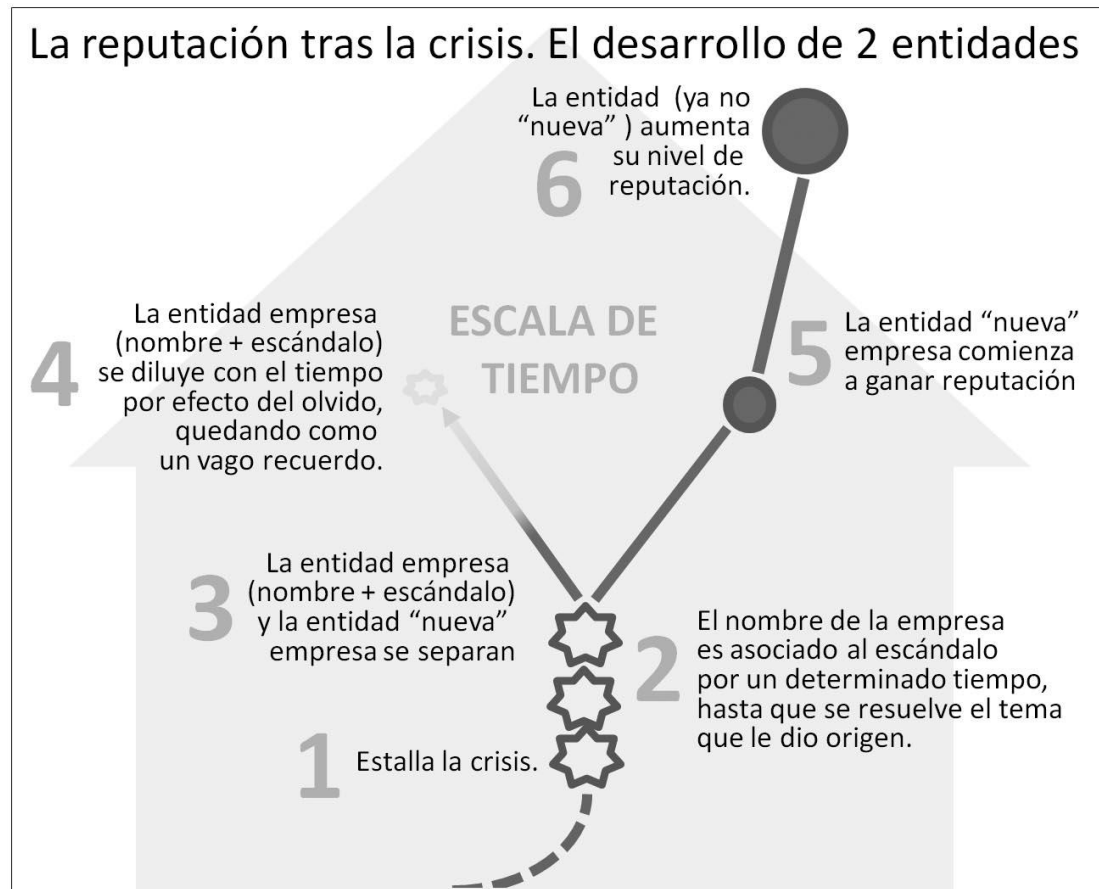 La reputación tras la crisis. El desarrollo de 2 entidades
1
Estalla la crisis.
2
El nombre de la empresa
es asociado al escándalo
por un determinado tiempo,
hasta que se resuelve el tema
que le dio origen.
3
La entidad empresa
(nombre + escándalo)
y la entidad “nueva”
empresa se separan
4
La entidad empresa
(nombre + escándalo)
se diluye con el tiempo
por efecto del olvido,
quedando como
un vago recuerdo.
ESCALA DE
TIEMPO
5
La entidad “nueva”
empresa comienza
a ganar reputación
6
La entidad (ya no
“nueva” ) aumenta
su nivel de
reputación.